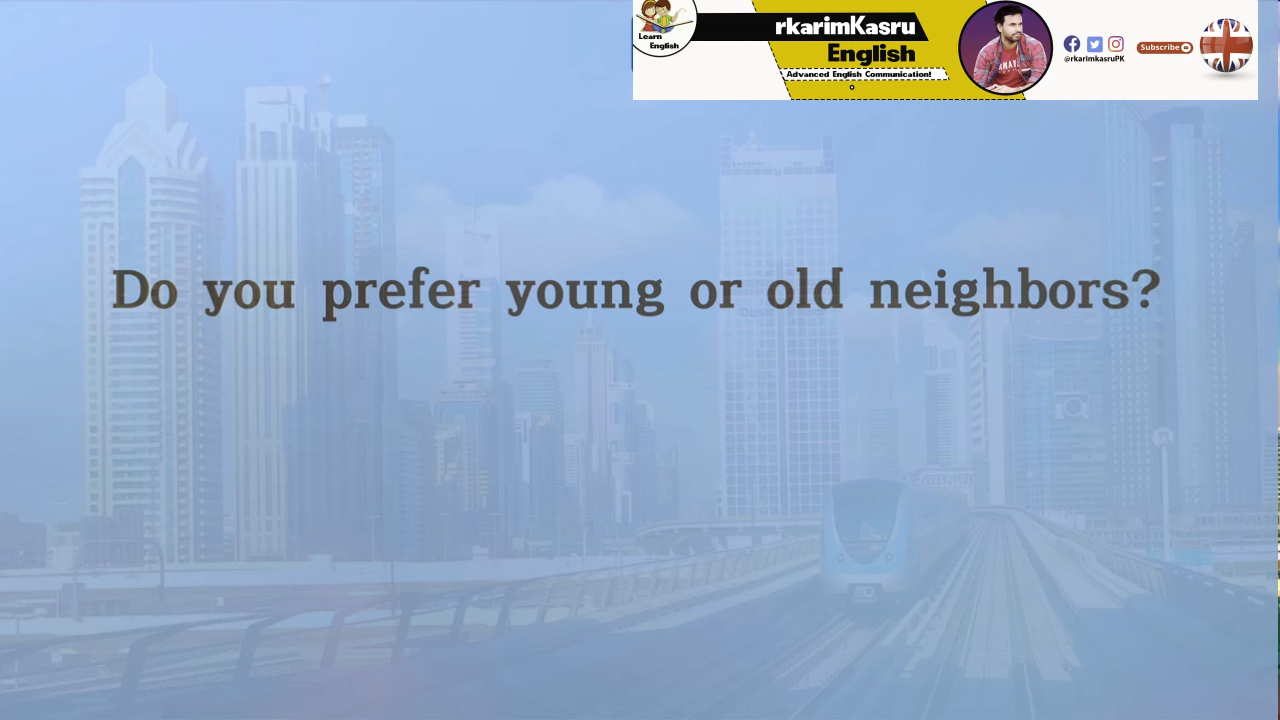 Learn
English
rkarimKasru
English
Advanced English Communication!
@rkarimkasruPK
Subscribe
Do you prefer young or old neighbors?